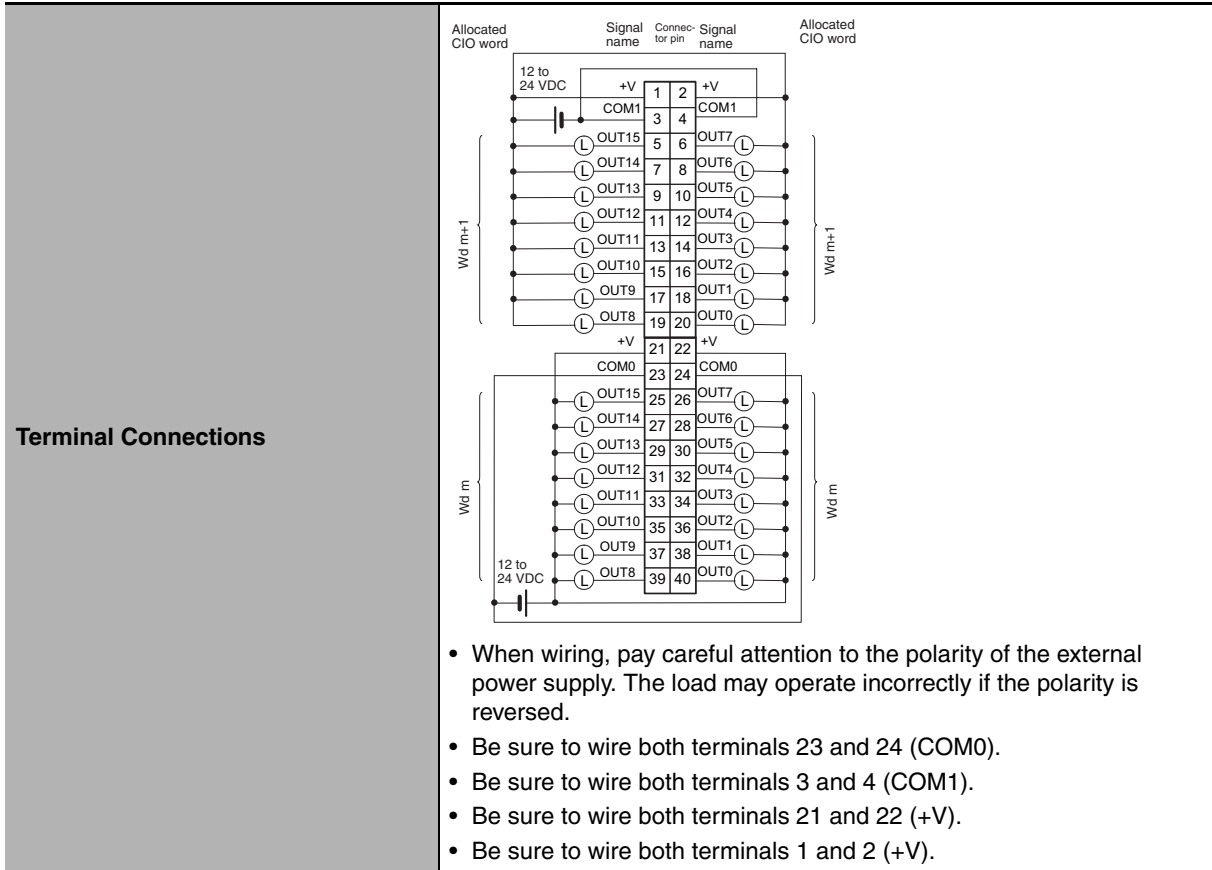 Terminal Connections
Allocated CIO word
Signal name
Connec-tor pin
Signal name
Allocated CIO word
12 to 24 VDC
+V 1 2 +V
COM1 3 4 COM1
OUT15 5 6 OUT7
OUT14 7 8 OUT6
OUT13 9 10 OUT5
OUT12 11 12 OUT4
OUT11 13 14 OUT3
OUT10 15 16 OUT2
OUT9 17 18 OUT1
OUT8 19 20 OUT0
L L L L L L L L
L L L L L L L L
Wd m+1
Wd m+1
+V 21 22 +V
COM0 23 24 COM0
OUT15 25 26 OUT7
OUT14 27 28 OUT6
OUT13 29 30 OUT5
OUT12 31 32 OUT4
OUT11 33 34 OUT3
OUT10 35 36 OUT2
OUT9 37 38 OUT1
OUT8 39 40 OUT0
L L L L L L L L
L L L L L L L L
Wd m
Wd m
12 to 24 VDC
• When wiring, pay careful attention to the polarity of the external
power supply. The load may operate incorrectly if the polarity is
reversed.
• Be sure to wire both terminals 23 and 24 (COM0).
• Be sure to wire both terminals 3 and 4 (COM1).
• Be sure to wire both terminals 21 and 22 (+V).
• Be sure to wire both terminals 1 and 2 (+V).